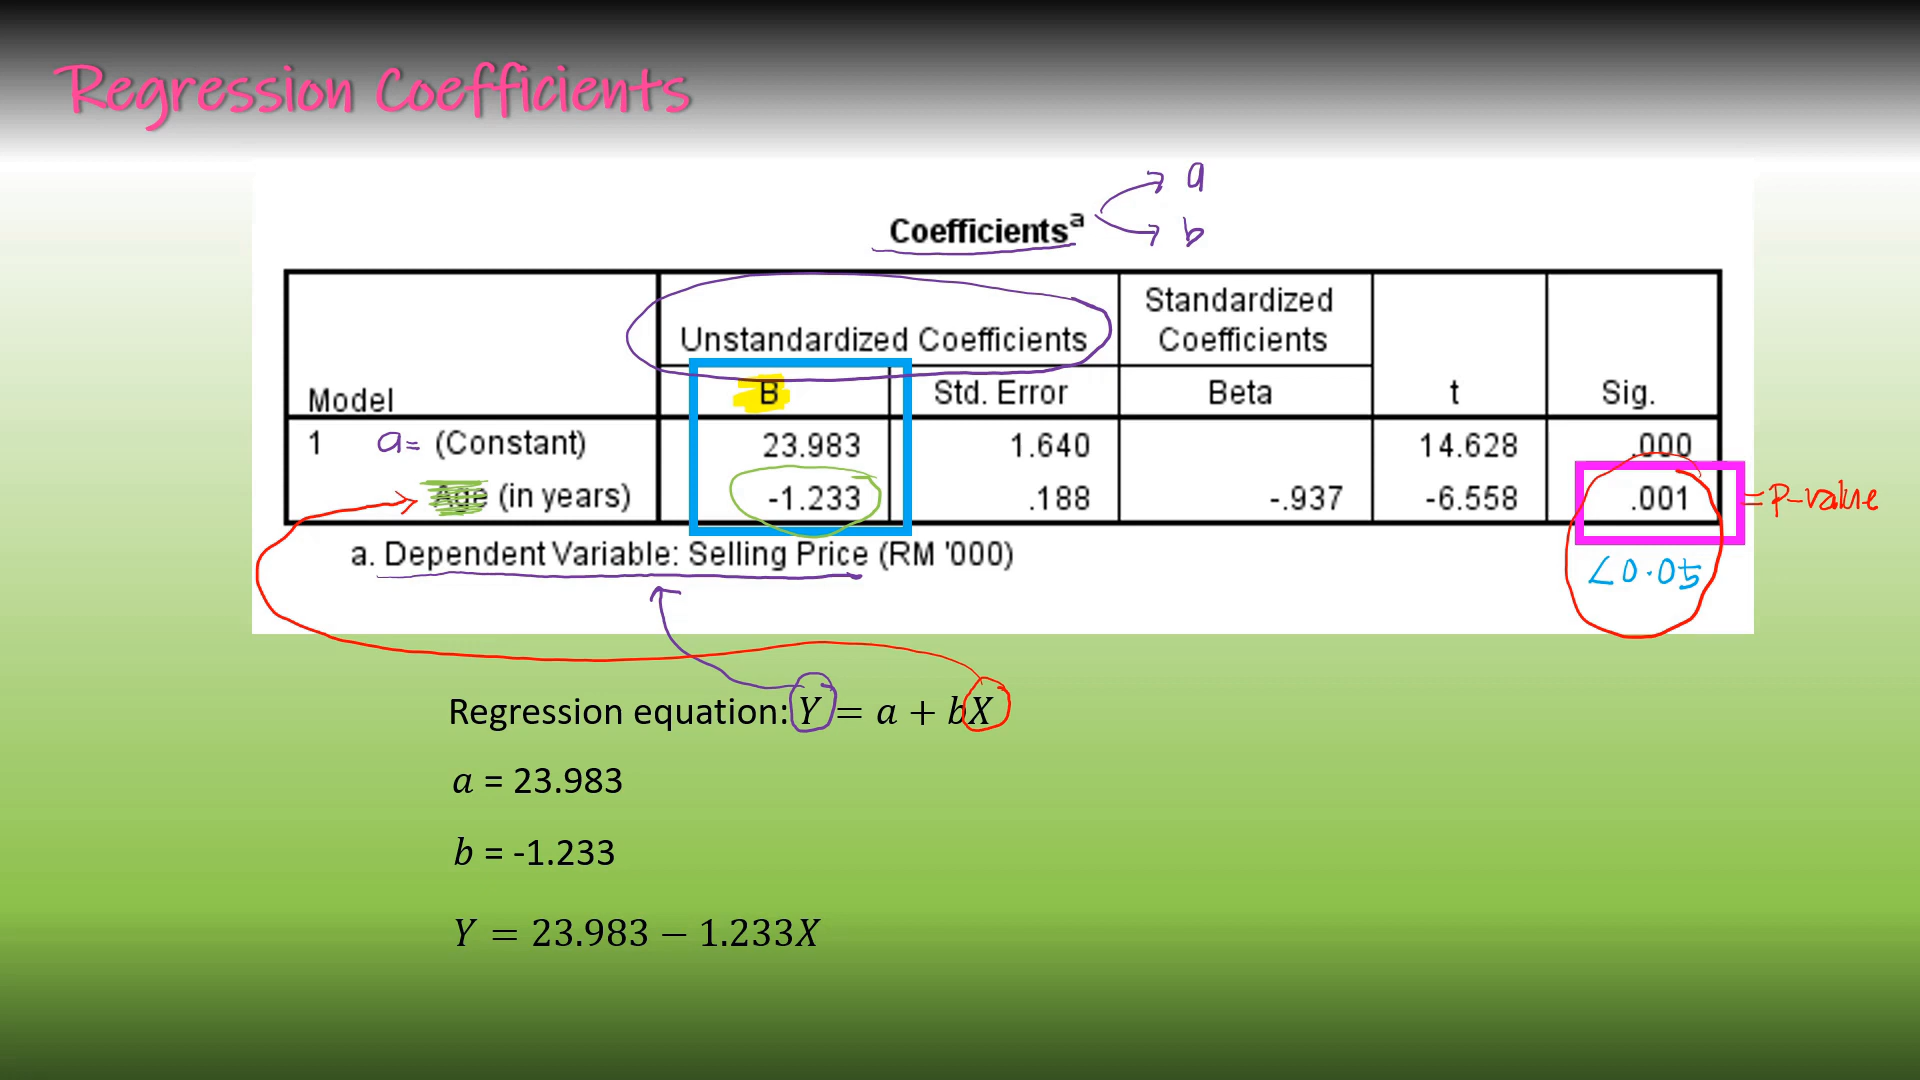 Regression Coefficients
a
Coefficientsa
b
Unstandardized Coefficients
Standardized Coefficients
Model
B
Std. Error
Beta
t
Sig.
1 a= (Constant) 23.983 1.640 14.628 .000
Age (in years) -1.233 .188 -.937 -6.558 .001 = P-value
<0.05
a. Dependent Variable: Selling Price (RM '000)
Regression equation: Y = a + bX
a = 23.983
b = -1.233
Y = 23.983 − 1.233X